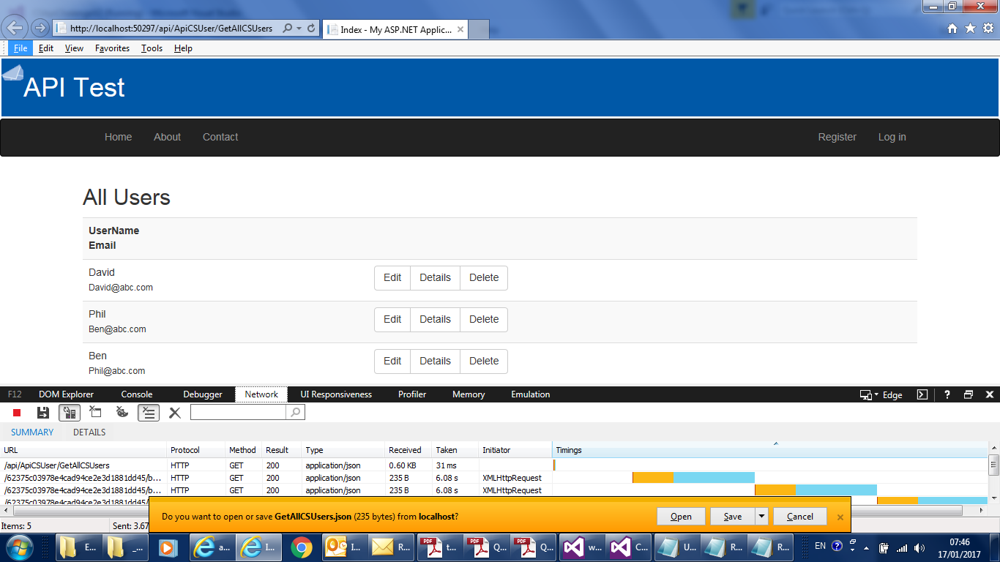 http://localhost:50297/api/ApiCSUser/GetAllCSUsers
Index - My ASP.NET Applic...
File Edit View Favorites Tools Help
API Test
Home About Contact Register Log in
All Users
UserName
Email
David
David@abc.com
Edit Details Delete
Phil
Ben@abc.com
Edit Details Delete
Ben
Phil@abc.com
Edit Details Delete
F12 DOM Explorer Console Debugger Network UI Responsiveness Profiler Memory Emulation Edge ?
SUMMARY DETAILS
URL Protocol Method Result Type Received Taken Initiator Timings
/api/ApiCSUser/GetAllCSUsers HTTP GET 200 application/json 0.60 KB 31 ms
/62375c03978e4cad94ce2e3d1881dd45/b... HTTP GET 200 application/json 235 B 6.08 s XMLHttpRequest
/62375c03978e4cad94ce2e3d1881dd45/b... HTTP GET 200 application/json 235 B 6.08 s XMLHttpRequest
/62375c03978e4cad94ce2e3d1881dd45
Do you want to open or save GetAllCSUsers.json (235 bytes) from localhost?
Open Save Cancel
Items: 5 Sent: 3.67
E... _... a... I... I... R... t... Q... Q... w... C... U... R... R... EN
07:46
17/01/2017